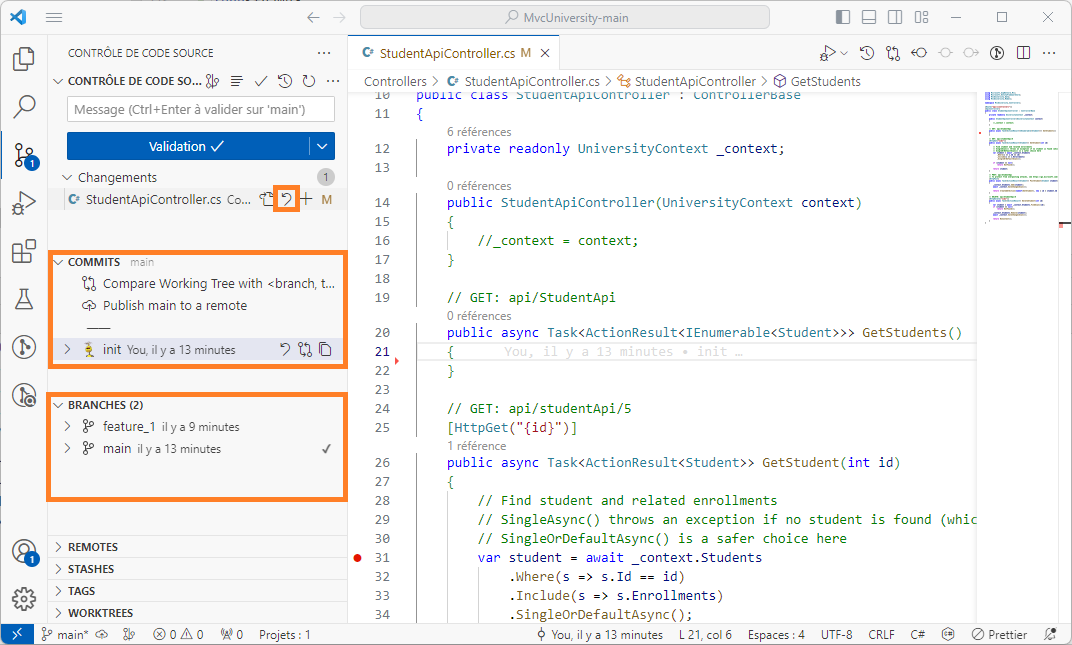 MvcUniversity-main
CONTRÔLE DE CODE SOURCE
CONTRÔLE DE CODE SO...
Message (Ctrl+Enter à valider sur 'main')
Validation
Changements 1
StudentApiController.cs Co... M
COMMITS main
Compare Working Tree with <branch, t...
Publish main to a remote
init You, il y a 13 minutes
BRANCHES (2)
feature_1 il y a 9 minutes
main il y a 13 minutes
REMOTES
STASHES
TAGS
WORKTREES
1
1
StudentApiController.cs M
Controllers > StudentApiController.cs > StudentApiController > GetStudents
10 public class StudentApiController : ControllerBase
11 {
6 références
12 private readonly UniversityContext _context;
13
0 références
14 public StudentApiController(UniversityContext context)
15 {
16 //_context = context;
17 }
18
19 // GET: api/StudentApi
0 références
20 public async Task<ActionResult<IEnumerable<Student>>> GetStudents()
21 { You, il y a 13 minutes • init …
22 }
23
24 // GET: api/studentApi/5
25 [HttpGet("{id}")]
1 référence
26 public async Task<ActionResult<Student>> GetStudent(int id)
27 {
28 // Find student and related enrollments
29 // SingleAsync() throws an exception if no student is found (whic
30 // SingleOrDefaultAsync() is a safer choice here
31 var student = await _context.Students
32 .Where(s => s.Id == id)
33 .Include(s => s.Enrollments)
34 .SingleOrDefaultAsync();
main* 0 0 0 Projets : 1 You, il y a 13 minutes L 21, col 6 Espaces : 4 UTF-8 CRLF C# Prettier